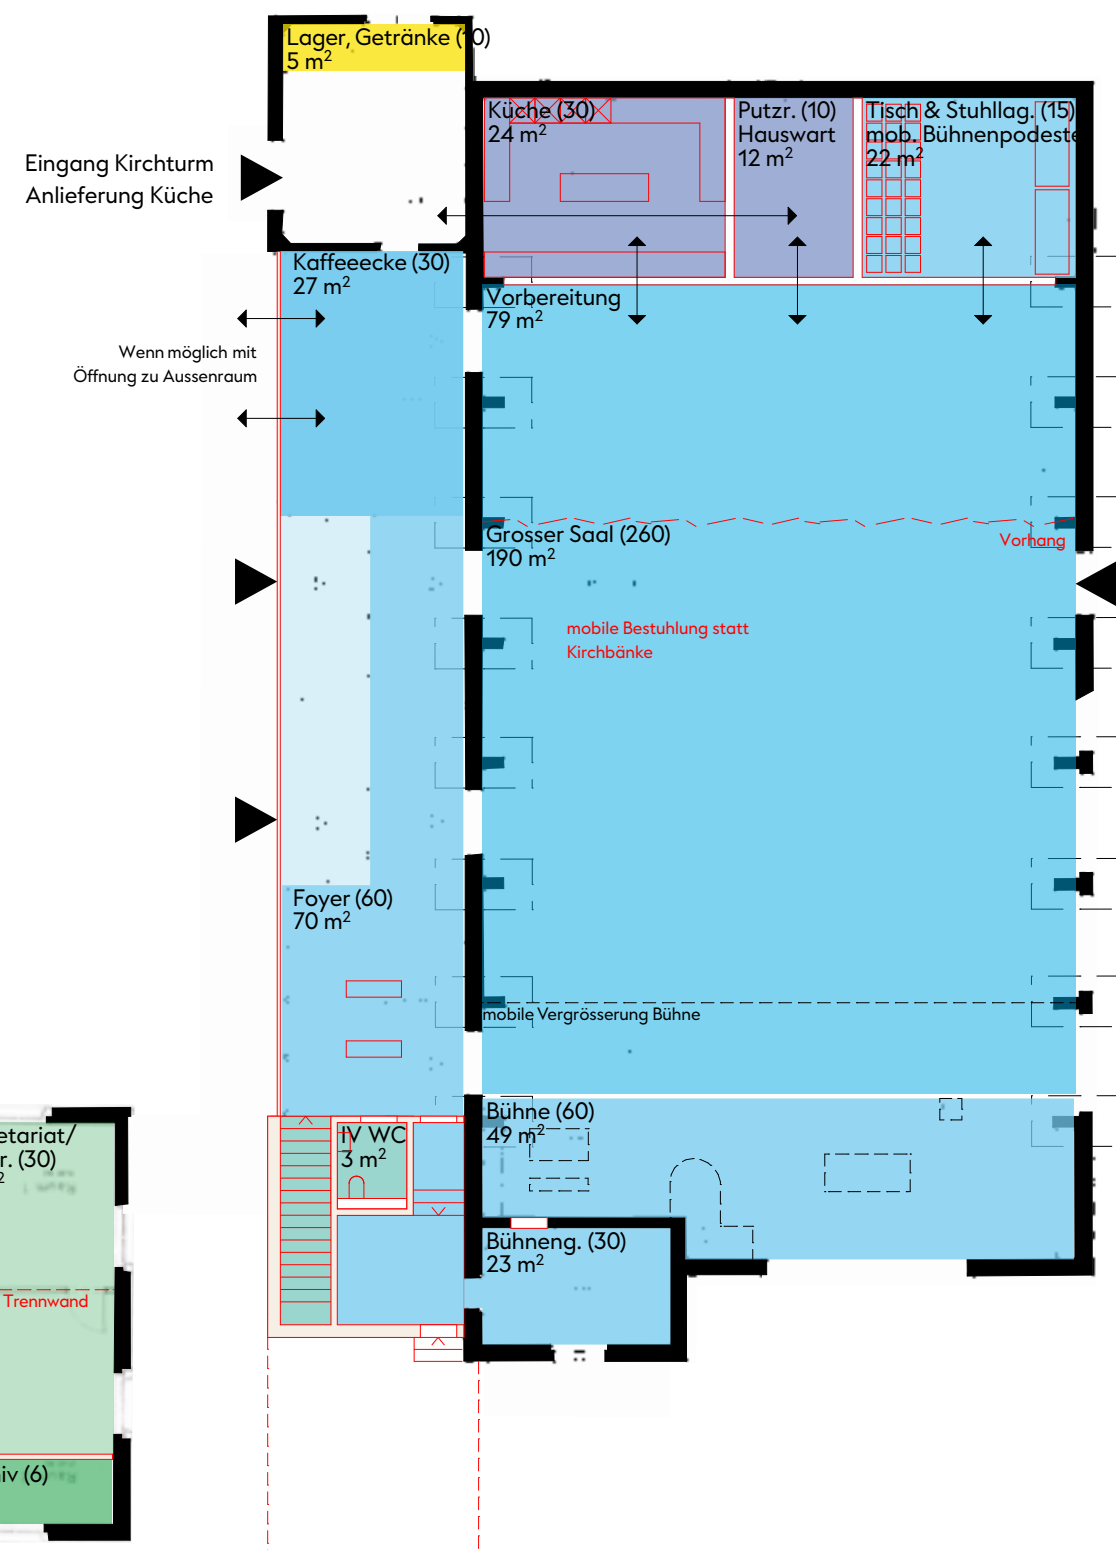 Lager, Getränke (10)
5 m²
Küche (30)
24 m²
Putzr. (10)
Hauswart
12 m²
Tisch & Stuhllag. (15)
mob. Bühnenpodeste
22 m²
Eingang Kirchturm
Anlieferung Küche
Kaffeeecke (30)
27 m²
Vorbereitung
79 m²
Wenn möglich mit
Öffnung zu Aussenraum
Grosser Saal (260)
190 m²
Vorhang
mobile Bestuhlung statt
Kirchbänke
Foyer (60)
70 m²
mobile Vergrösserung Bühne
Bühne (60)
49 m²
IV WC
3 m²
etariat/
r. (30)
2
Bühneng. (30)
23 m²
Trennwand
iv (6)